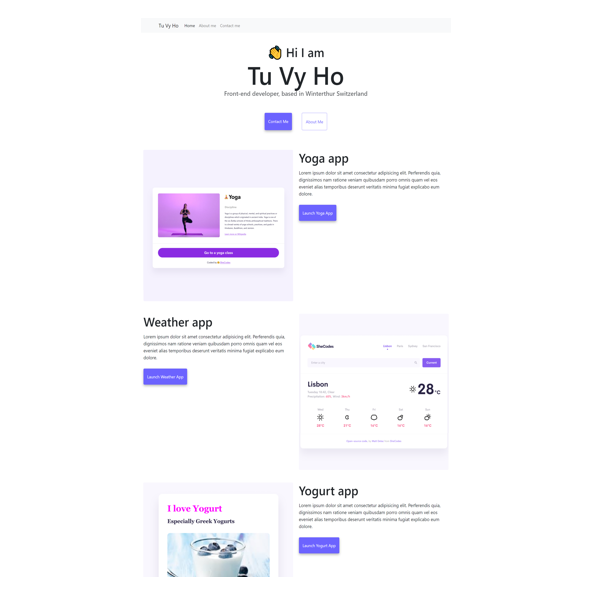 Tu Vy Ho Home About me Contact me
👋 Hi I am
Tu Vy Ho
Front-end developer, based in Winterthur Switzerland
Contact Me About Me
Yoga
Go to a yoga class
Yoga app
Lorem ipsum dolor sit amet consectetur adipisicing elit. Perferendis quia,
dignissimos nam ratione veniam quibusdam porro omnis quam vel eos
eveniet alias temporibus deserunt veritatis minima fugiat explicabo eum
dolore.
Launch Yoga App
Weather app
Lorem ipsum dolor sit amet consectetur adipisicing elit. Perferendis quia,
dignissimos nam ratione veniam quibusdam porro omnis quam vel eos
eveniet alias temporibus deserunt veritatis minima fugiat explicabo eum
dolore.
Launch Weather App
SheCodes Lisbon
Lisbon
28 °C
Yogurt app
Lorem ipsum dolor sit amet consectetur adipisicing elit. Perferendis quia,
dignissimos nam ratione veniam quibusdam porro omnis quam vel eos
eveniet alias temporibus deserunt veritatis minima fugiat explicabo eum
dolore.
Launch Yogurt App
I love Yogurt
Especially Greek Yogurts